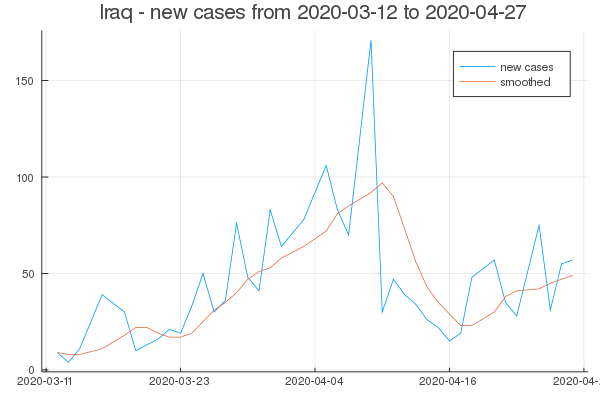 Iraq - new cases from 2020-03-12 to 2020-04-27
new cases
smoothed
150
100
50
0
2020-03-11 2020-03-23 2020-04-04 2020-04-16